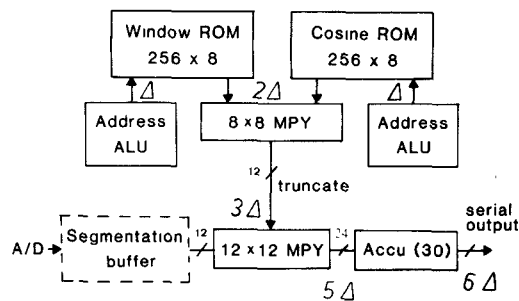 Window ROM
256 x 8
Cosine ROM
256 x 8
Δ
2Δ
Δ
Address
ALU
8 x 8 MPY
Address
ALU
12
truncate
3Δ
A/D
Segmentation
buffer
12
12 x 12 MPY
24
Accu (30)
serial
output
5Δ
6Δ